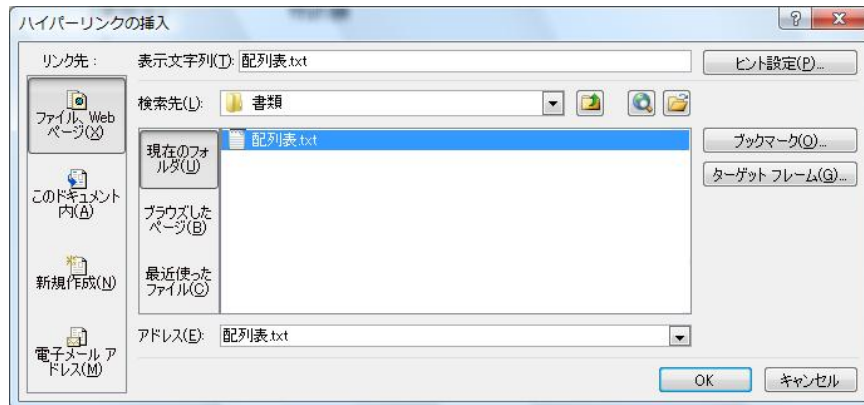 ハイパーリンクの挿入
リンク先：
表示文字列(T): 配列表.txt
ヒント設定(P)...
ファイル、Web
ページ(X)
検索先(L):
書類
現在のフォ
ルダ(U)
配列表.txt
ブックマーク(O)...
ターゲット フレーム(G)...
このドキュメント
内(A)
ブラウズした
ページ(B)
新規作成(N)
最近使った
ファイル(C)
電子メール ア
ドレス(M)
アドレス(E): 配列表.txt
OK
キャンセル